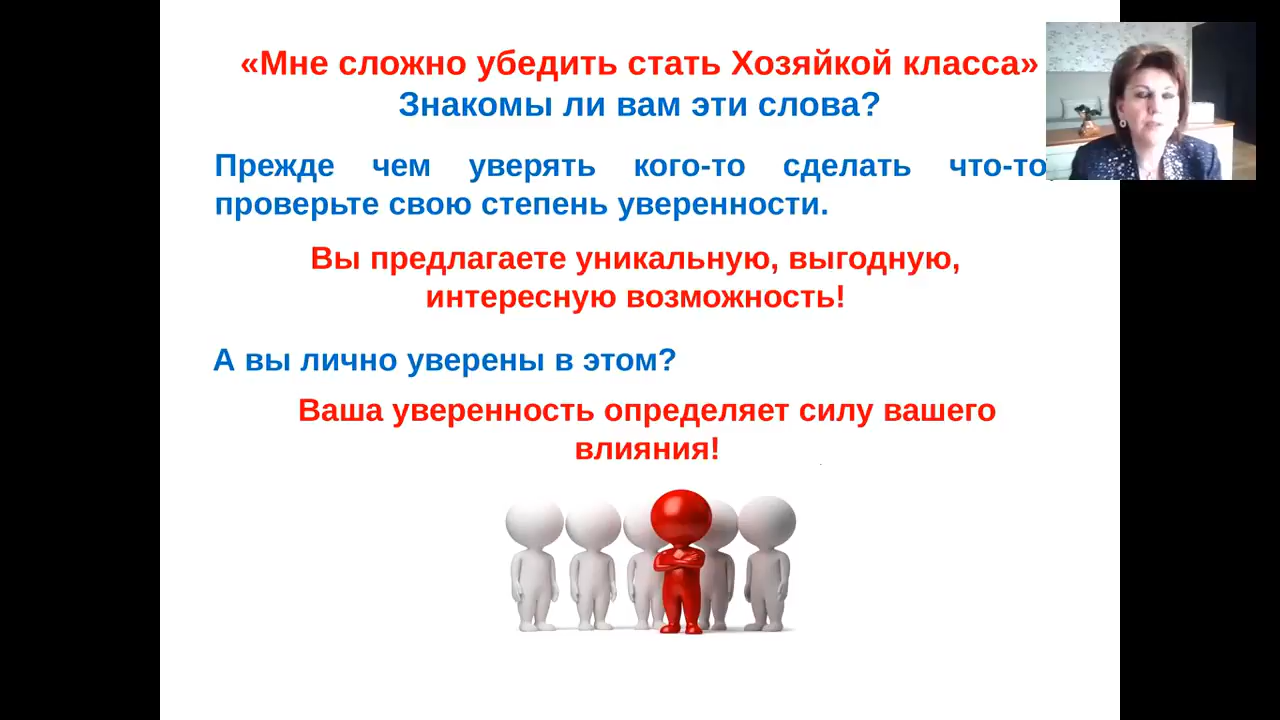 «Мне сложно убедить стать Хозяйкой класса»
Знакомы ли вам эти слова?
Прежде чем уверять кого-то сделать что-то,
проверьте свою степень уверенности.
Вы предлагаете уникальную, выгодную,
интересную возможность!
А вы лично уверены в этом?
Ваша уверенность определяет силу вашего
влияния!